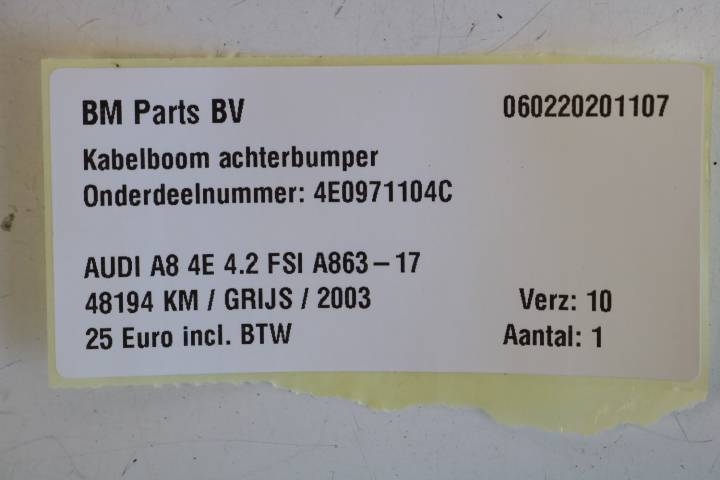 BM Parts BV 060220201107
Kabelboom achterbumper
Onderdeelnummer: 4E0971104C
AUDI A8 4E 4.2 FSI A863-17
48194 KM / GRIJS / 2003 Verz: 10
25 Euro incl. BTW Aantal: 1